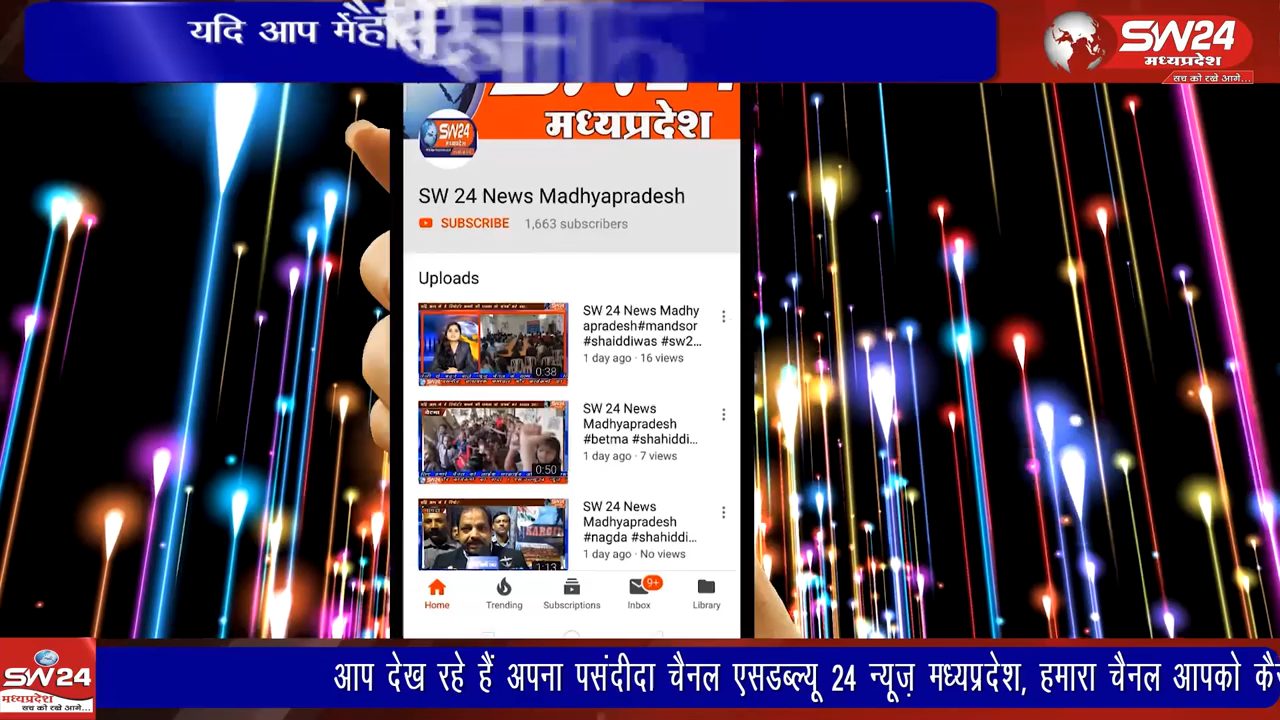 यदि आप में है
SW24
मध्यप्रदेश
सच को रखे आगे...
मध्यप्रदेश
SW24
SW 24 News Madhyapradesh
SUBSCRIBE 1,663 subscribers
Uploads
SW 24 News Madhy
apradesh#mandsor
#shaiddiwas #sw2...
1 day ago · 16 views
0:38
SW 24 News
Madhyapradesh
#betma #shahiddi...
1 day ago · 7 views
0:50
SW 24 News
Madhyapradesh
#nagda #shahiddi...
1 day ago · No views
1:13
9+
Home Trending Subscriptions Inbox Library
SW24
मध्यप्रदेश
सच को रखे आगे...
आप देख रहे हैं अपना पसंदीदा चैनल एसडब्ल्यू 24 न्यूज़ मध्यप्रदेश, हमारा चैनल आपको